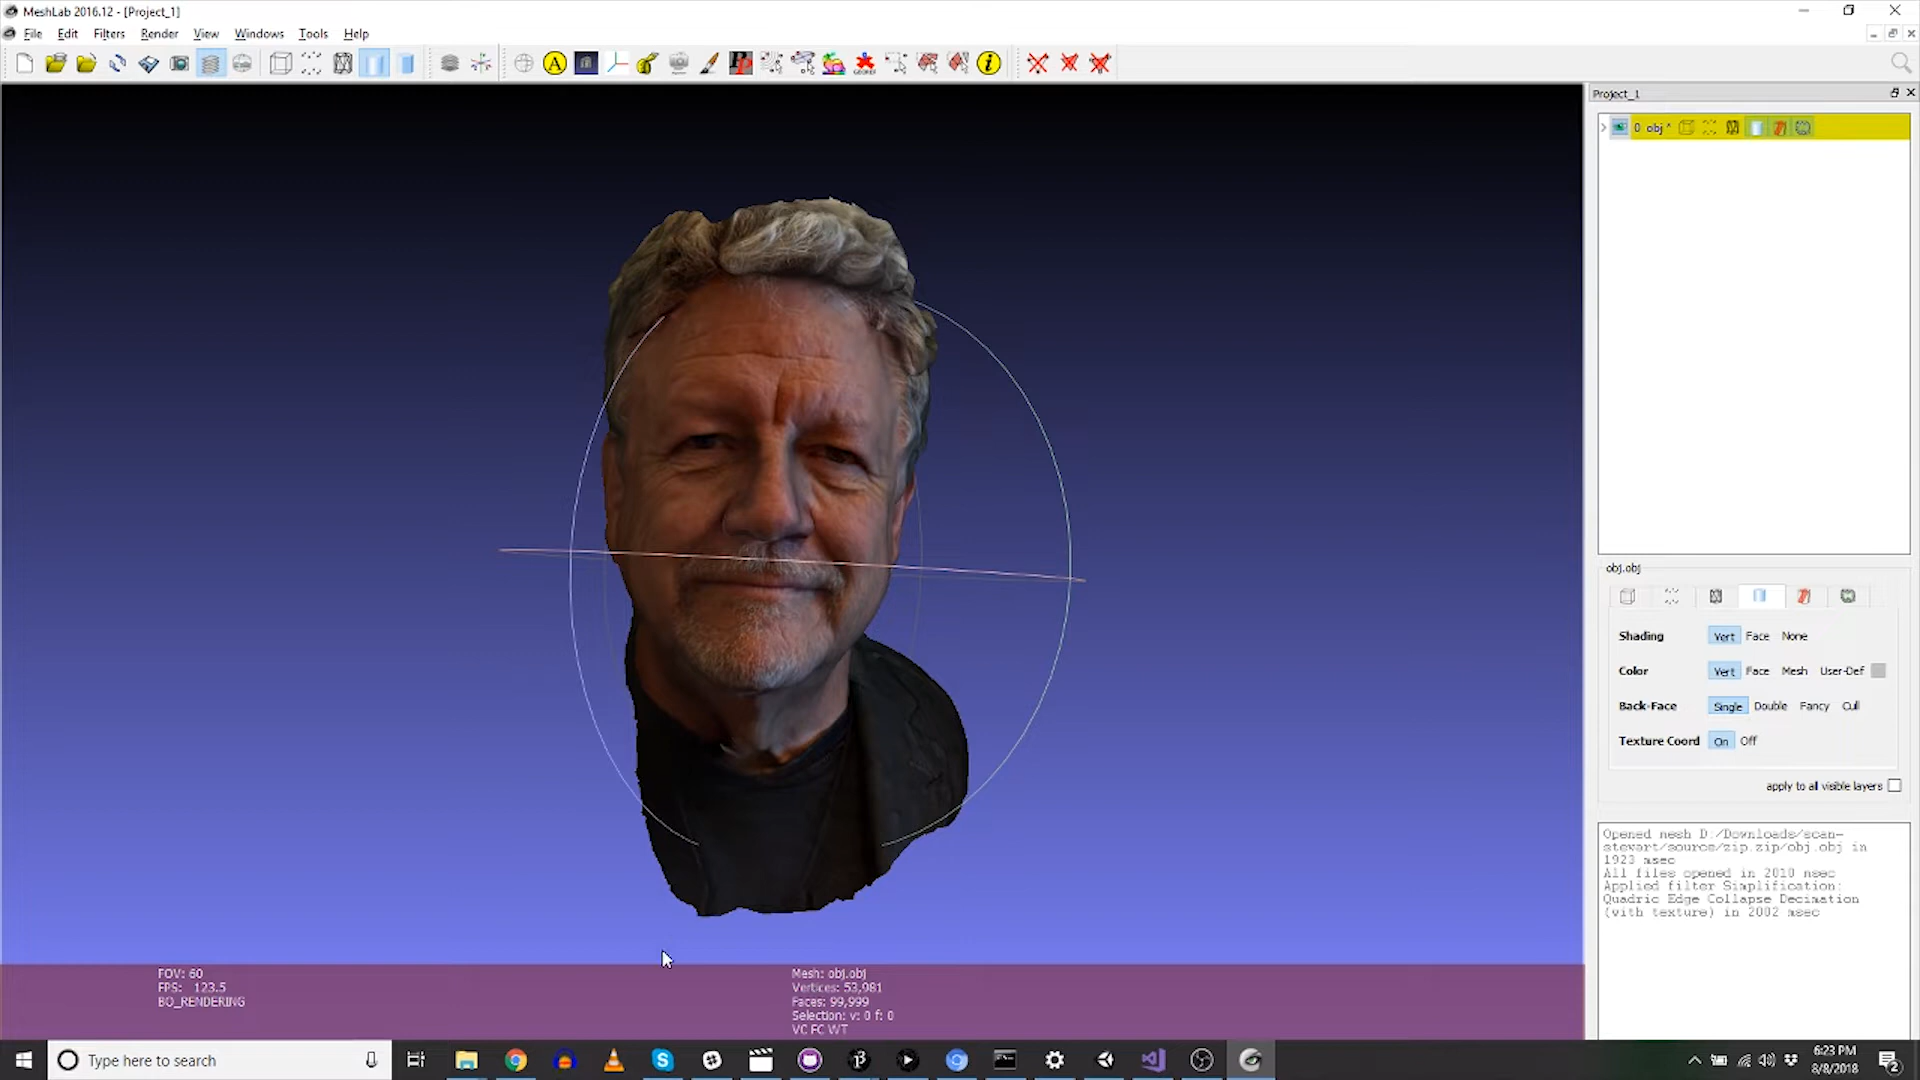 MeshLab 2016.12 - [Project_1]
File Edit Filters Render View Windows Tools Help
Project_1
0 obj *
obj.obj
Shading Vert Face None
Color Vert Face Mesh User-Def
Back-Face Single Double Fancy Cull
Texture Coord On Off
apply to all visible layers
Opened mesh D:/Downloads/scan-
stewart/source/zip.zip/obj.obj in
1923 msec
All files opened in 2010 msec
Applied filter Simplification:
Quadric Edge Collapse Decimation
(with texture) in 2002 msec
FOV: 60
FPS: 123.5
BO_RENDERING
Mesh: obj.obj
Vertices: 53,981
Faces: 99,999
Selection: v: 0 f: 0
VC FC WT
Type here to search
6:23 PM
8/8/2018
2